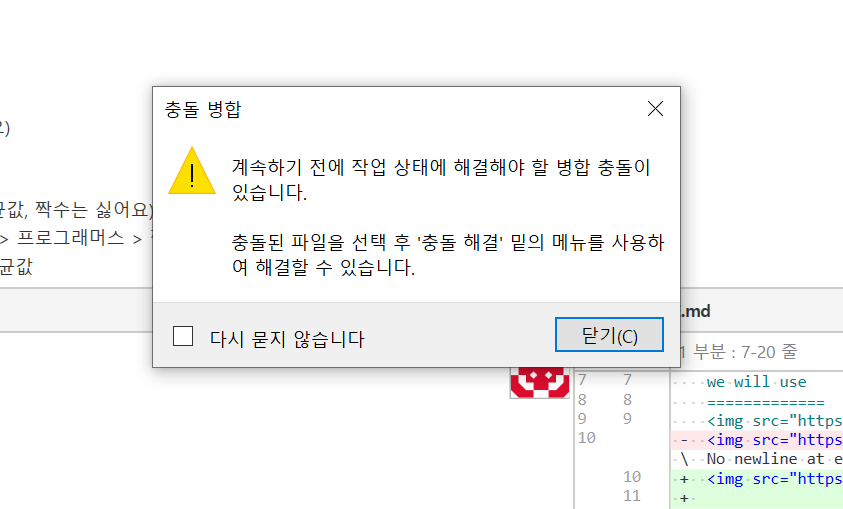 충돌 병합
계속하기 전에 작업 상태에 해결해야 할 병합 충돌이
있습니다.
충돌된 파일을 선택 후 '충돌 해결' 밑의 메뉴를 사용하
여 해결할 수 있습니다.
다시 묻지 않습니다
닫기(C)
균값, 짝수는 싫어요)
> 프로그래머스 >
균값
.md
1 부분 : 7-20 줄
7 7 we will use
8 8 =============
9 9 <img src="https
10 - <img src="https
\ No newline at e
10 + <img src="https
11 +